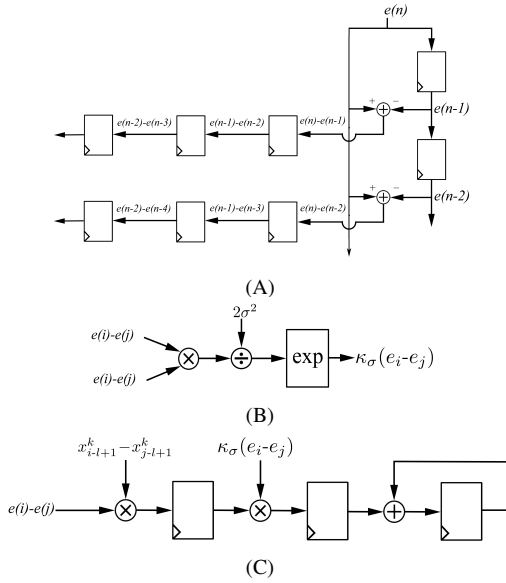 e(n)
+ −
e(n-1)
e(n-2)-e(n-3) e(n-1)-e(n-2) e(n)-e(n-1)
+ −
e(n-2)
e(n-2)-e(n-4) e(n-1)-e(n-3) e(n)-e(n-2)
(A)
2σ²
e(i)-e(j)
× ÷ exp κσ(ei-ej)
e(i)-e(j)
(B)
x^k_{i-l+1} − x^k_{j-l+1} κσ(ei-ej)
e(i)-e(j) × × +
(C)